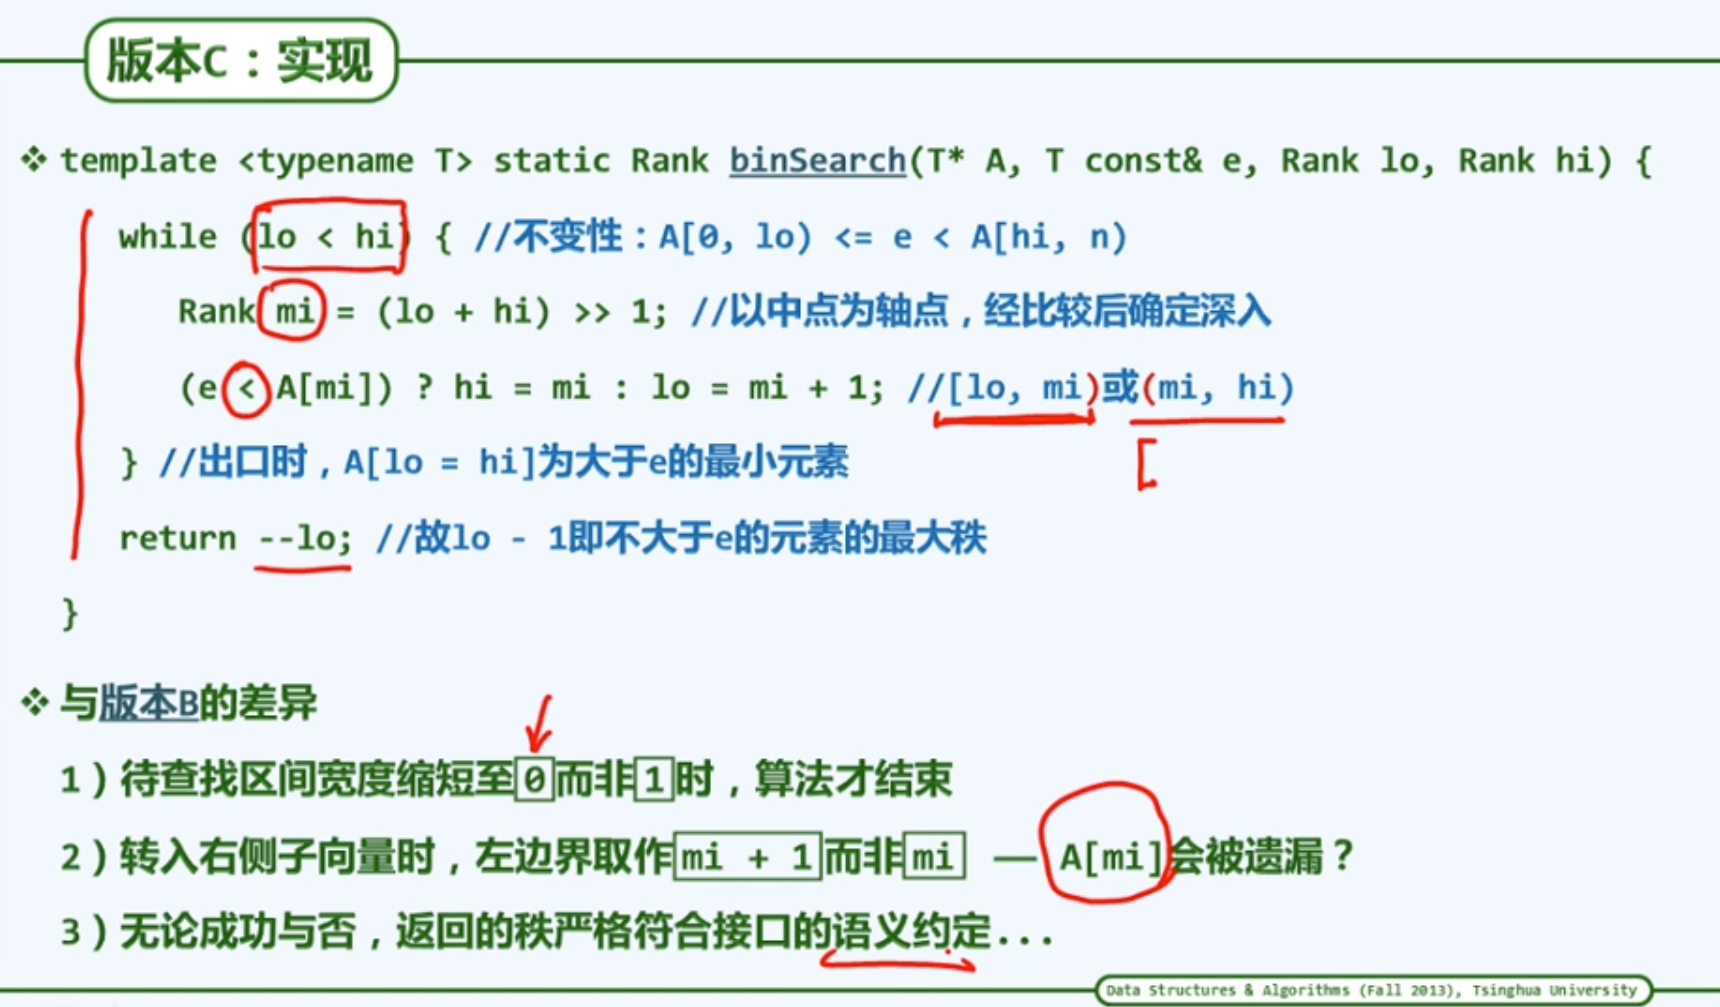 版本C：实现
❖ template <typename T> static Rank binSearch(T* A, T const& e, Rank lo, Rank hi) {
while (lo < hi) { //不变性：A[0, lo) <= e < A[hi, n)
Rank mi = (lo + hi) >> 1; //以中点为轴点，经比较后确定深入
(e < A[mi]) ? hi = mi : lo = mi + 1; //[lo, mi)或(mi, hi)
[
} //出口时，A[lo = hi]为大于e的最小元素
return --lo; //故lo - 1即不大于e的元素的最大秩
}
❖ 与版本B的差异
1）待查找区间宽度缩短至0而非1时，算法才结束
2）转入右侧子向量时，左边界取作mi + 1而非mi — A[mi]会被遗漏？
3）无论成功与否，返回的秩严格符合接口的语义约定...
Data Structures & Algorithms (Fall 2013), Tsinghua University